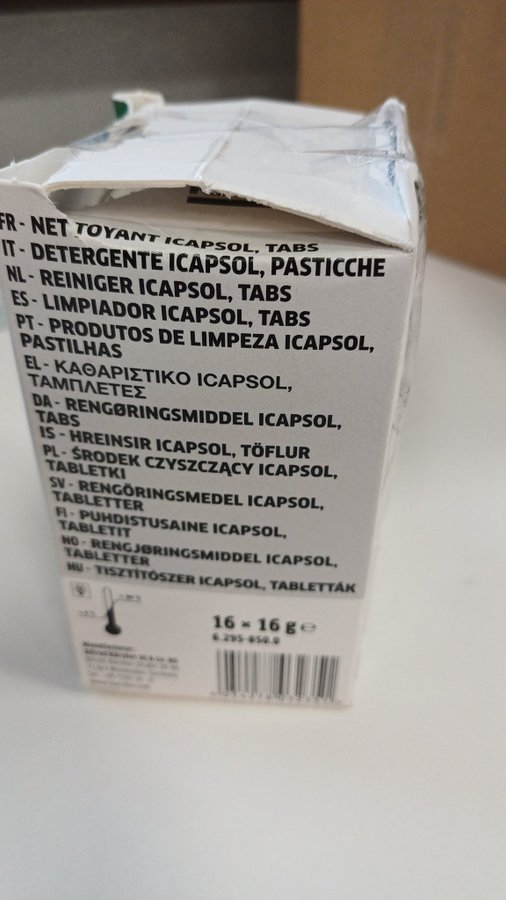 FR - NETTOYANT ICAPSOL, TABS
IT - DETERGENTE ICAPSOL, PASTICCHE
NL - REINIGER ICAPSOL, TABS
ES - LIMPIADOR ICAPSOL, TABS
PT - PRODUTOS DE LIMPEZA ICAPSOL,
PASTILHAS
EL - ΚΑΘΑΡΙΣΤΙΚΟ ICAPSOL,
ΤΑΜΠΛΕΤΕΣ
DA - RENGØRINGSMIDDEL ICAPSOL,
TABS
IS - HREINSIR ICAPSOL, TÖFLUR
PL - ŚRODEK CZYSZCZĄCY ICAPSOL,
TABLETKI
SV - RENGÖRINGSMEDEL ICAPSOL,
TABLETTER
FI - PUHDISTUSAINE ICAPSOL,
TABLETIT
NO - RENGJØRINGSMIDDEL ICAPSOL,
TABLETTER
HU - TISZTÍTÓSZER ICAPSOL, TABLETTÁK
16 × 16 g ℮
6.295-850.0